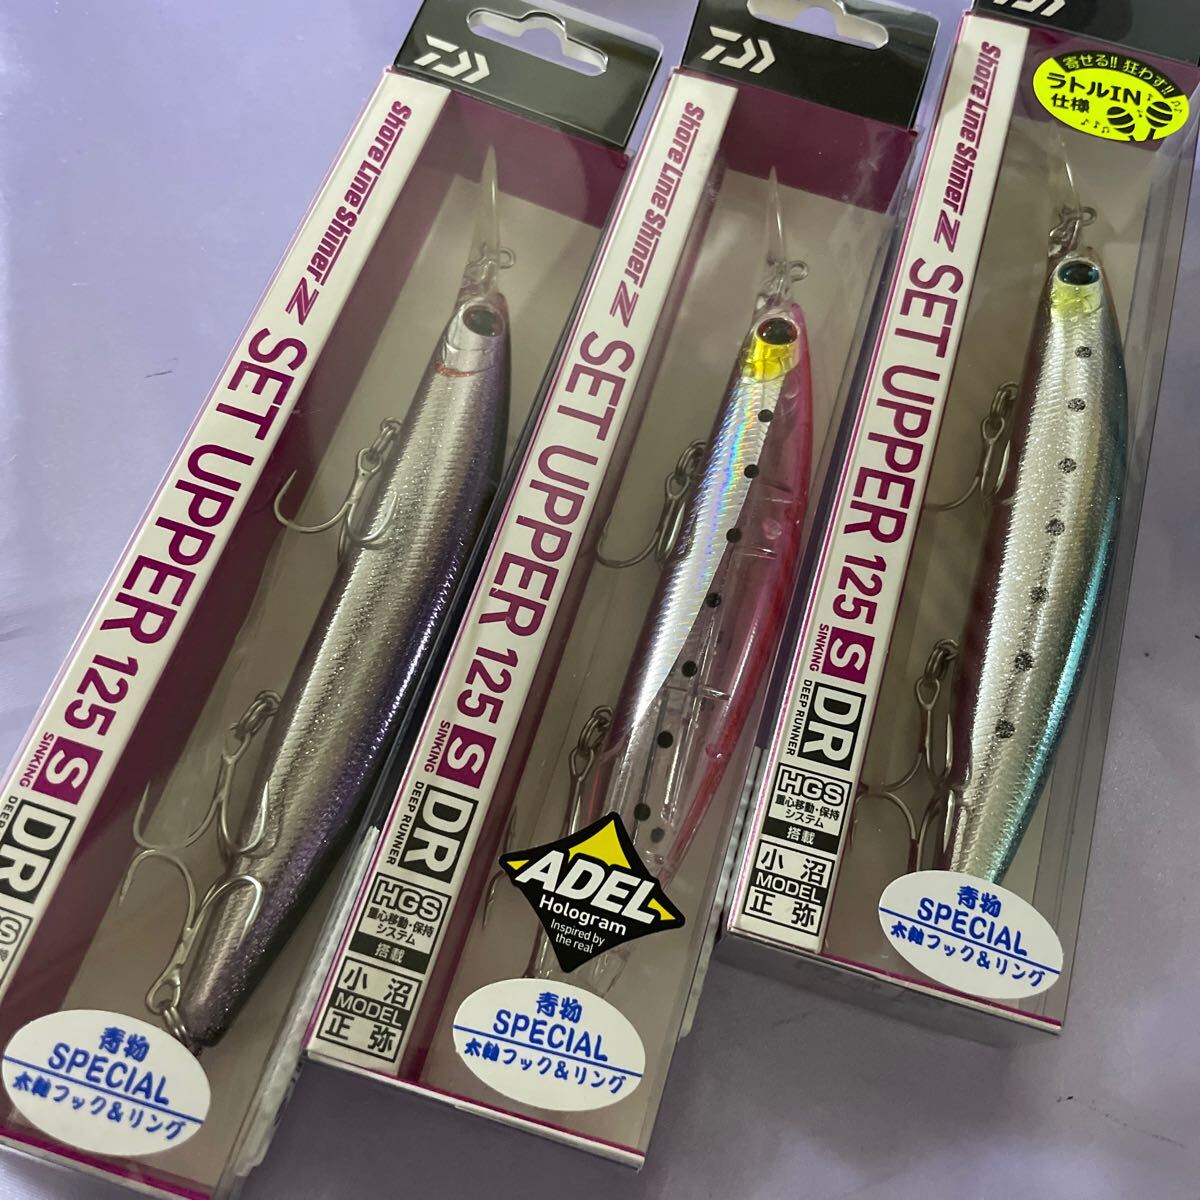 Shore Line Shiner Z
SET UPPER 125 S DR
SINKING
DEEP RUNNER
青物
SPECIAL
太軸フック&リング
Shore Line Shiner Z
SET UPPER 125 S DR
SINKING
DEEP RUNNER
HGS
重心移動・保持
システム
搭載
小沼
MODEL
正弥
ADEL
Hologram
Inspired by
the real
青物
SPECIAL
太軸フック&リング
寄せる!! 狂わす!!
ラトルIN
仕様
Shore Line Shiner Z
SET UPPER 125 S DR
SINKING
DEEP RUNNER
HGS
重心移動・保持
システム
搭載
小沼
MODEL
正弥
青物
SPECIAL
太軸フック&リング